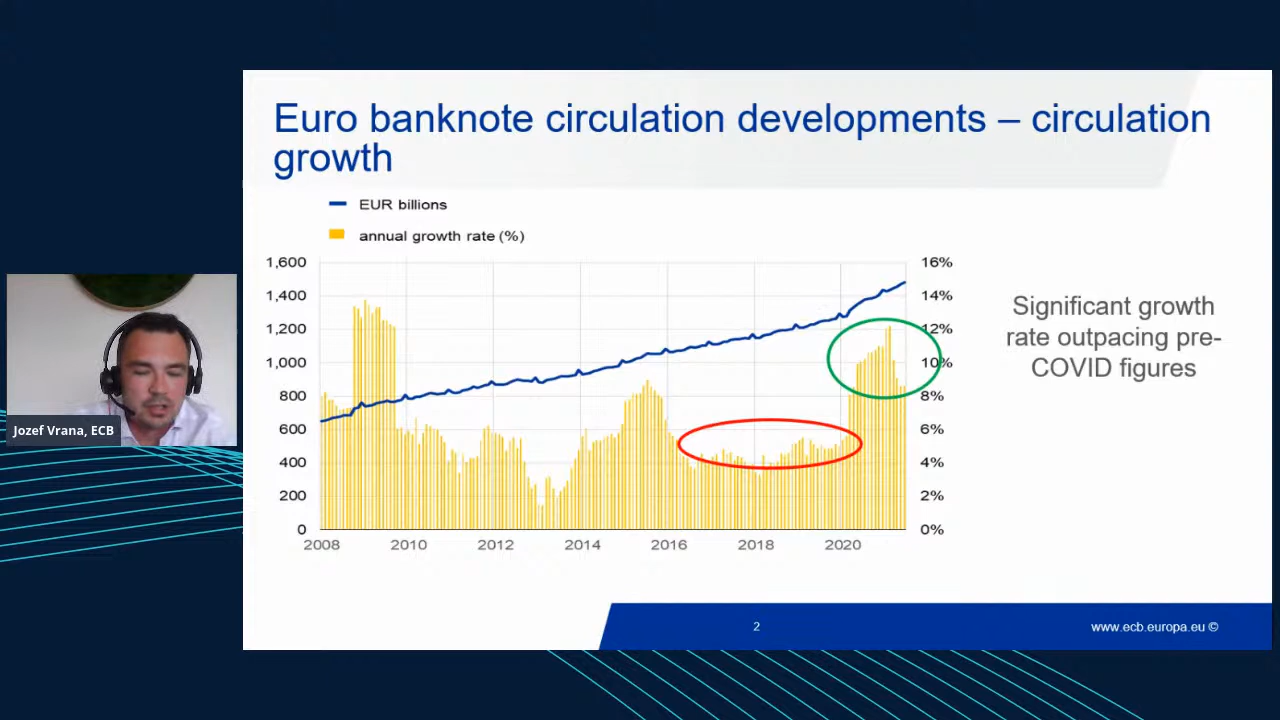 Euro banknote circulation developments – circulation
growth
EUR billions
annual growth rate (%)
1,600
1,400
1,200
1,000
800
600
400
200
0
16%
14%
12%
10%
8%
6%
4%
2%
0%
2008 2010 2012 2014 2016 2018 2020
Significant growth
rate outpacing pre-
COVID figures
Jozef Vrana, ECB
2
www.ecb.europa.eu ©